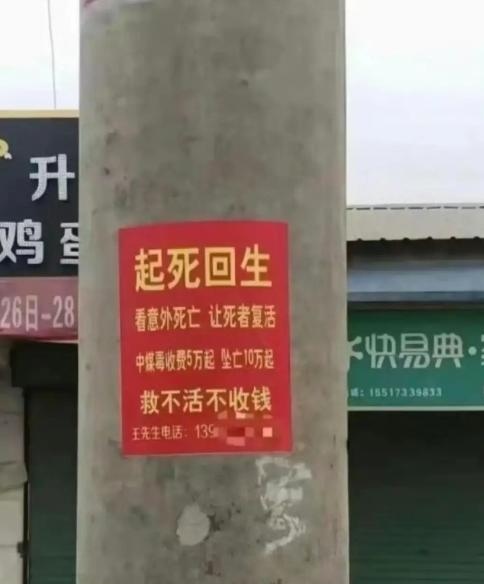 起死回生
看意外死亡 让死者复活
中煤毒收费5万起 坠亡10万起
救不活不收钱
王先生电话：139
升
鸡蛋
26日-28
水快易典·
：15517339833